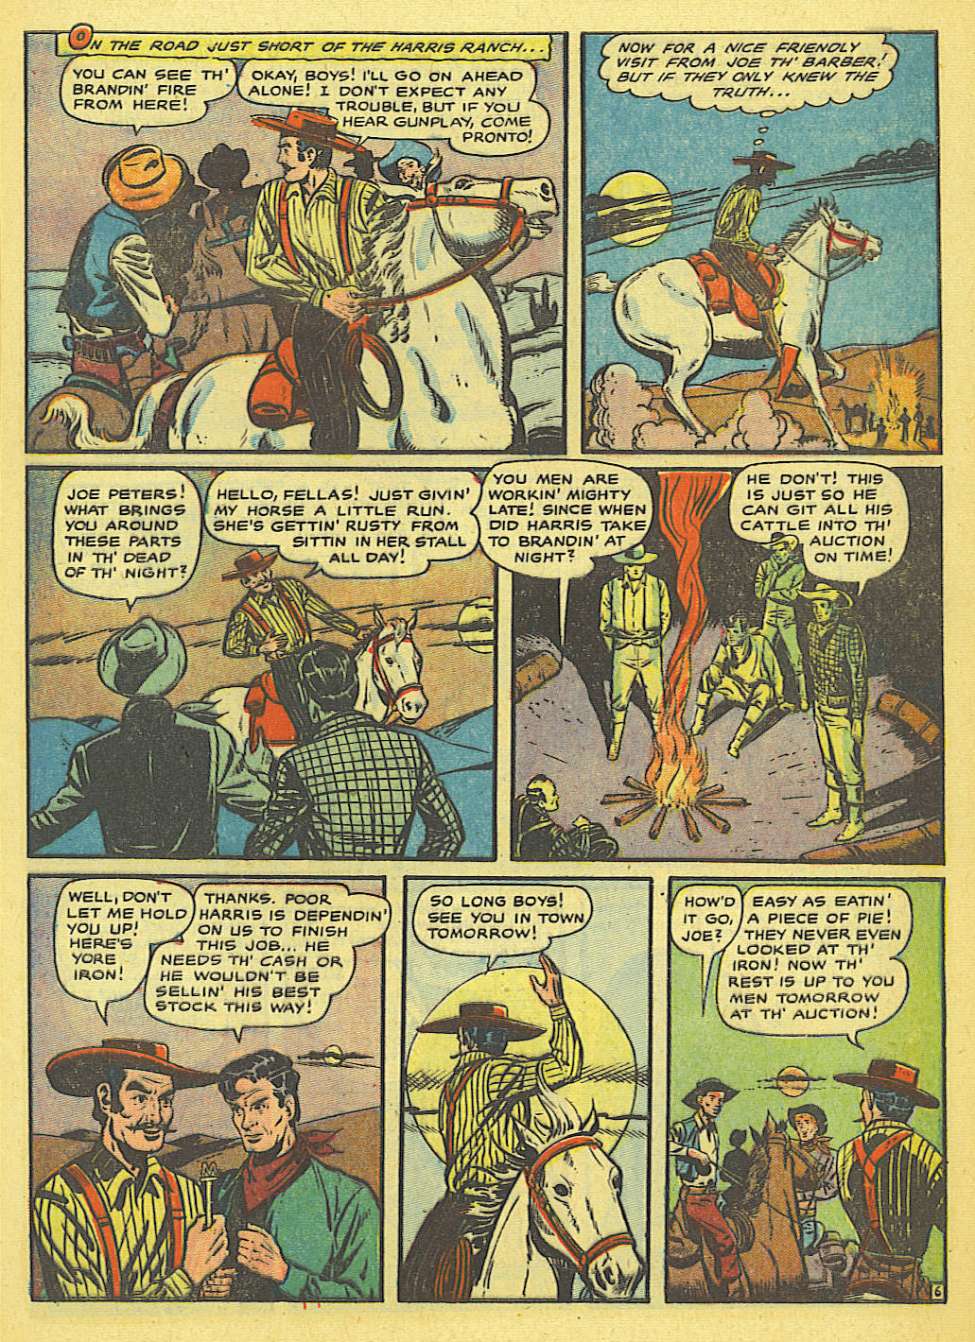 ON THE ROAD JUST SHORT OF THE HARRIS RANCH...
YOU CAN SEE TH'
BRANDIN' FIRE
FROM HERE!
OKAY, BOYS! I'LL GO ON AHEAD
ALONE! I DON'T EXPECT ANY
TROUBLE, BUT IF YOU
HEAR GUNPLAY, COME
PRONTO!
NOW FOR A NICE FRIENDLY
VISIT FROM JOE TH' BARBER!
BUT IF THEY ONLY KNEW THE
TRUTH...
JOE PETERS!
WHAT BRINGS
YOU AROUND
THESE PARTS
IN TH' DEAD
OF TH' NIGHT?
HELLO, FELLAS! JUST GIVIN'
MY HORSE A LITTLE RUN.
SHE'S GETTIN' RUSTY FROM
SITTIN IN HER STALL
ALL DAY!
YOU MEN ARE
WORKIN' MIGHTY
LATE! SINCE WHEN
DID HARRIS TAKE
TO BRANDIN' AT
NIGHT?
HE DON'T! THIS
IS JUST SO HE
CAN GIT ALL HIS
CATTLE INTO TH'
AUCTION
ON TIME!
WELL, DON'T
LET ME HOLD
YOU UP!
HERE'S
YORE
IRON!
THANKS. POOR
HARRIS IS DEPENDIN'
ON US TO FINISH
THIS JOB... HE
NEEDS TH' CASH OR
HE WOULDN'T BE
SELLIN' HIS BEST
STOCK THIS WAY!
SO LONG BOYS!
SEE YOU IN TOWN
TOMORROW!
HOW'D
IT GO,
JOE?
EASY AS EATIN'
A PIECE OF PIE!
THEY NEVER EVEN
LOOKED AT TH'
IRON! NOW TH'
REST IS UP TO YOU
MEN TOMORROW
AT TH' AUCTION!
6